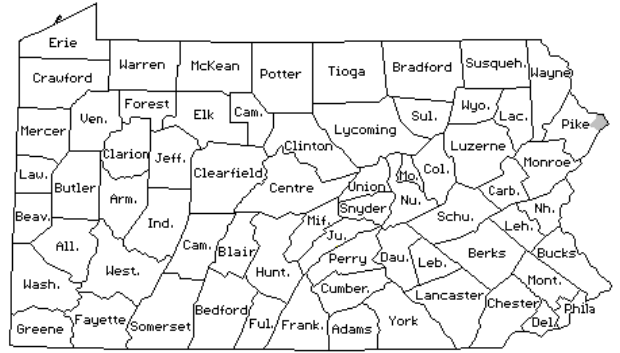 Erie
Crawford
Warren
McKean
Potter
Tioga
Bradford
Susqueh.
Wayne
Forest
Elk
Cam.
Mercer
Ven.
Clarion
Jeff.
Clearfield
Clinton
Lycoming
Sul.
Wyo.
Lac.
Pike
Luzerne
Monroe
Law.
Butler
Arm.
Centre
Union
Mo.
Col.
Carb.
Snyder
Nu.
Beav.
Ind.
Mif.
Schu.
Nh.
Leh.
All.
Cam.
Blair
Ju.
West.
Hunt.
Perry
Dau.
Leb.
Berks
Bucks
Wash.
Cumber.
Mont.
Lancaster
Chester
Phila
Greene
Fayette
Somerset
Bedford
Ful.
Frank.
Adams
York
Del.